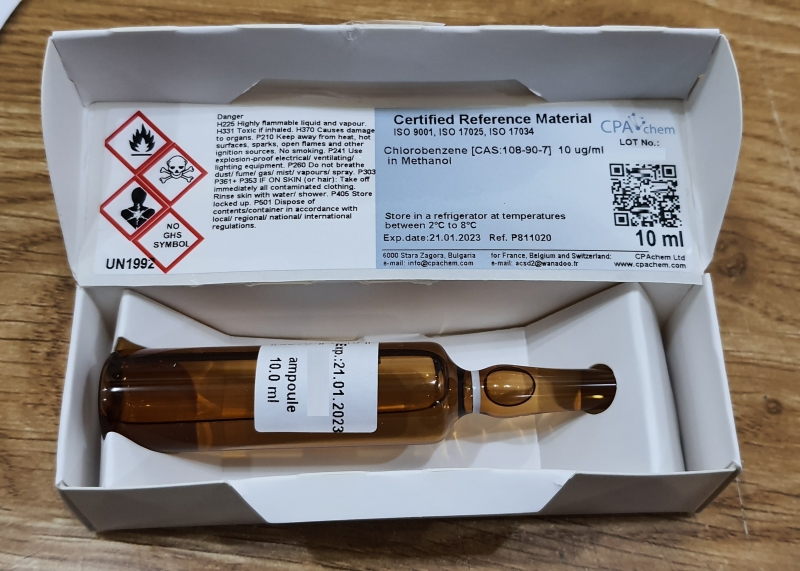 Danger
H225 Highly flammable liquid and vapour.
H331 Toxic if inhaled. H370 Causes damage
to organs. P210 Keep away from heat, hot
surfaces, sparks, open flames and other
ignition sources. No smoking. P241 Use
explosion-proof electrical/ ventilating/
lighting equipment. P260 Do not breathe
dust/ fume/ gas/ mist/ vapours/ spray. P303
P361+ P353 IF ON SKIN (or hair): Take off
immediately all contaminated clothing.
Rinse skin with water/ shower. P405 Store
locked up. P501 Dispose of
contents/container in accordance with
local/ regional/ national/ international
regulations.
NO
GHS
SYMBOL
UN1992
Certified Reference Material
ISO 9001, ISO 17025, ISO 17034
CPAchem
LOT No.:
Chlorobenzene [CAS:108-90-7] 10 ug/ml
in Methanol
Store in a refrigerator at temperatures
between 2°C to 8°C
Exp.date:21.01.2023 Ref. P811020
10 ml
6000 Stara Zagora, Bulgaria
e-mail: info@cpachem.com
for France, Belgium and Switzerland:
e-mail: acsd2@wanadoo.fr
CPAchem Ltd
www.cpachem.com
Exp.:21.01.2023
ampoule
10.0 ml